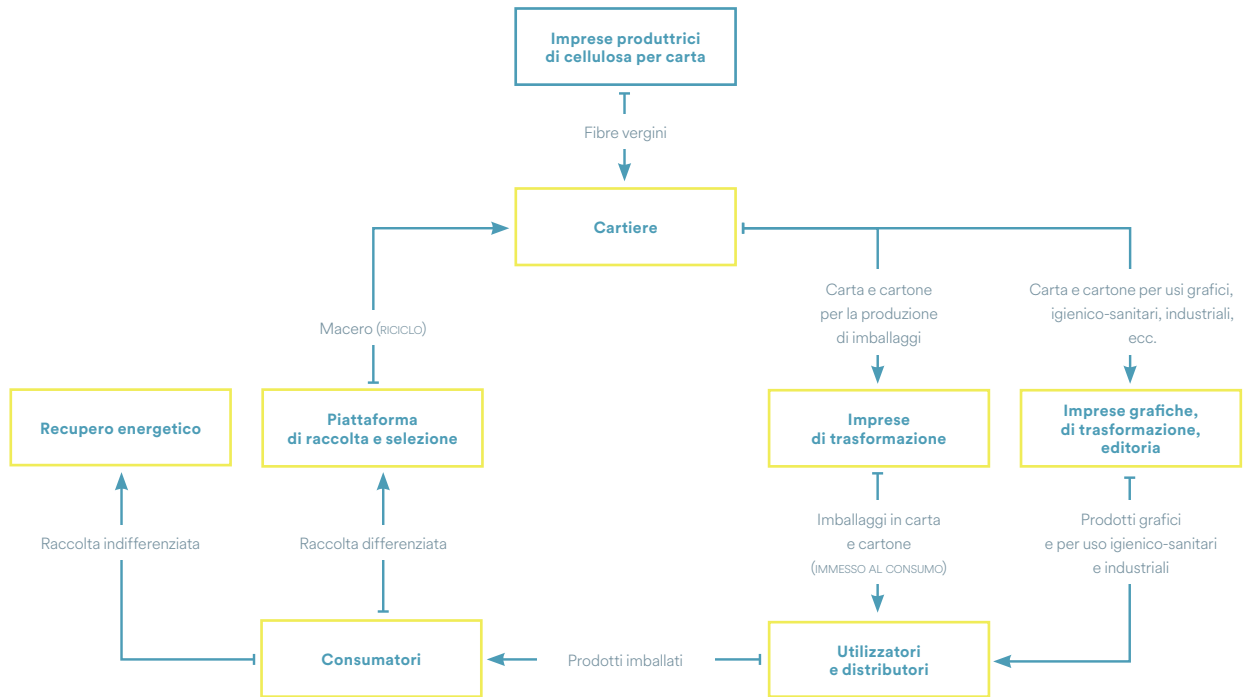 Imprese produttrici
di cellulosa per carta
Fibre vergini
Cartiere
Carta e cartone
per la produzione
di imballaggi
Carta e cartone per usi grafici,
igienico-sanitari, industriali,
ecc.
Macero (RICICLO)
Recupero energetico
Piattaforma
di raccolta e selezione
Imprese
di trasformazione
Imprese grafiche,
di trasformazione,
editoria
Raccolta indifferenziata
Raccolta differenziata
Imballaggi in carta
e cartone
(IMMESSO AL CONSUMO)
Prodotti grafici
e per uso igienico-sanitari
e industriali
Consumatori
Prodotti imballati
Utilizzatori
e distributori